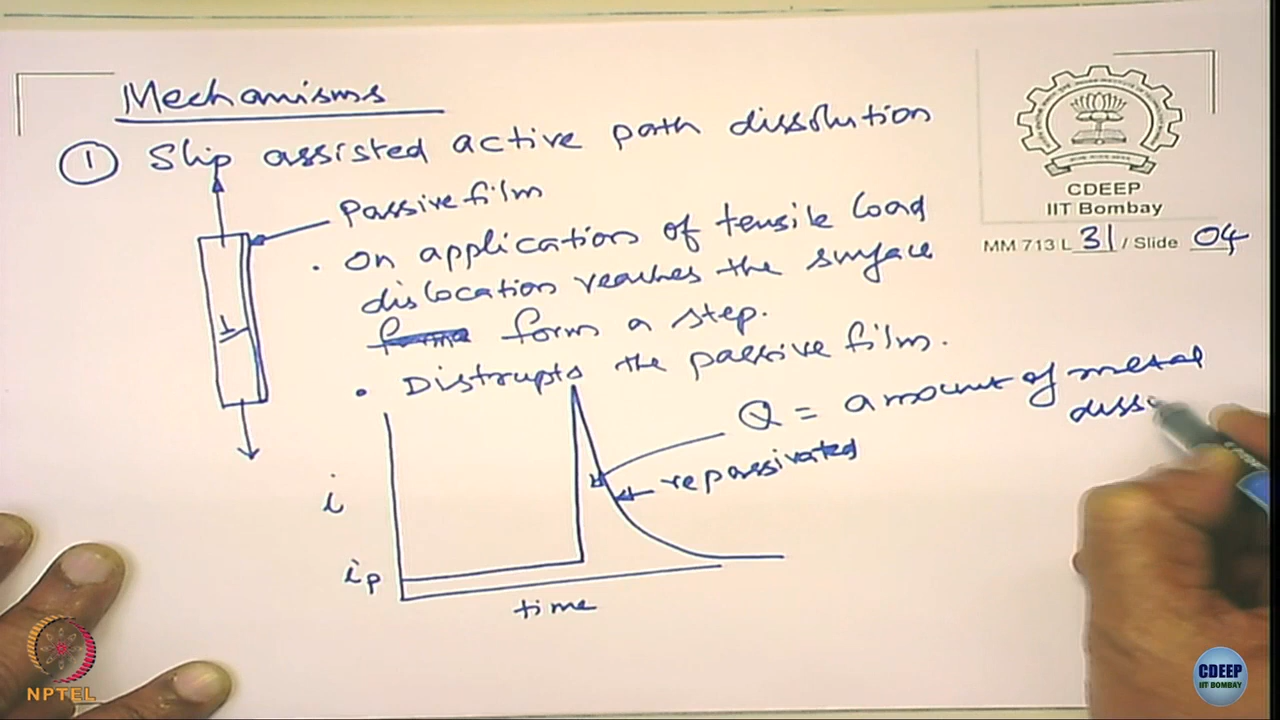 Mechanisms
① Slip assisted active path dissolution
Passive film
• On application of tensile load
dislocation reaches the surface
forms a step.
• Distrupts the passive film.
Q = amount of metal
diss
repassivated
i
ip
time
CDEEP
IIT Bombay
MM 713 L 31 / Slide 04
NPTEL
CDEEP
IIT BOMBAY